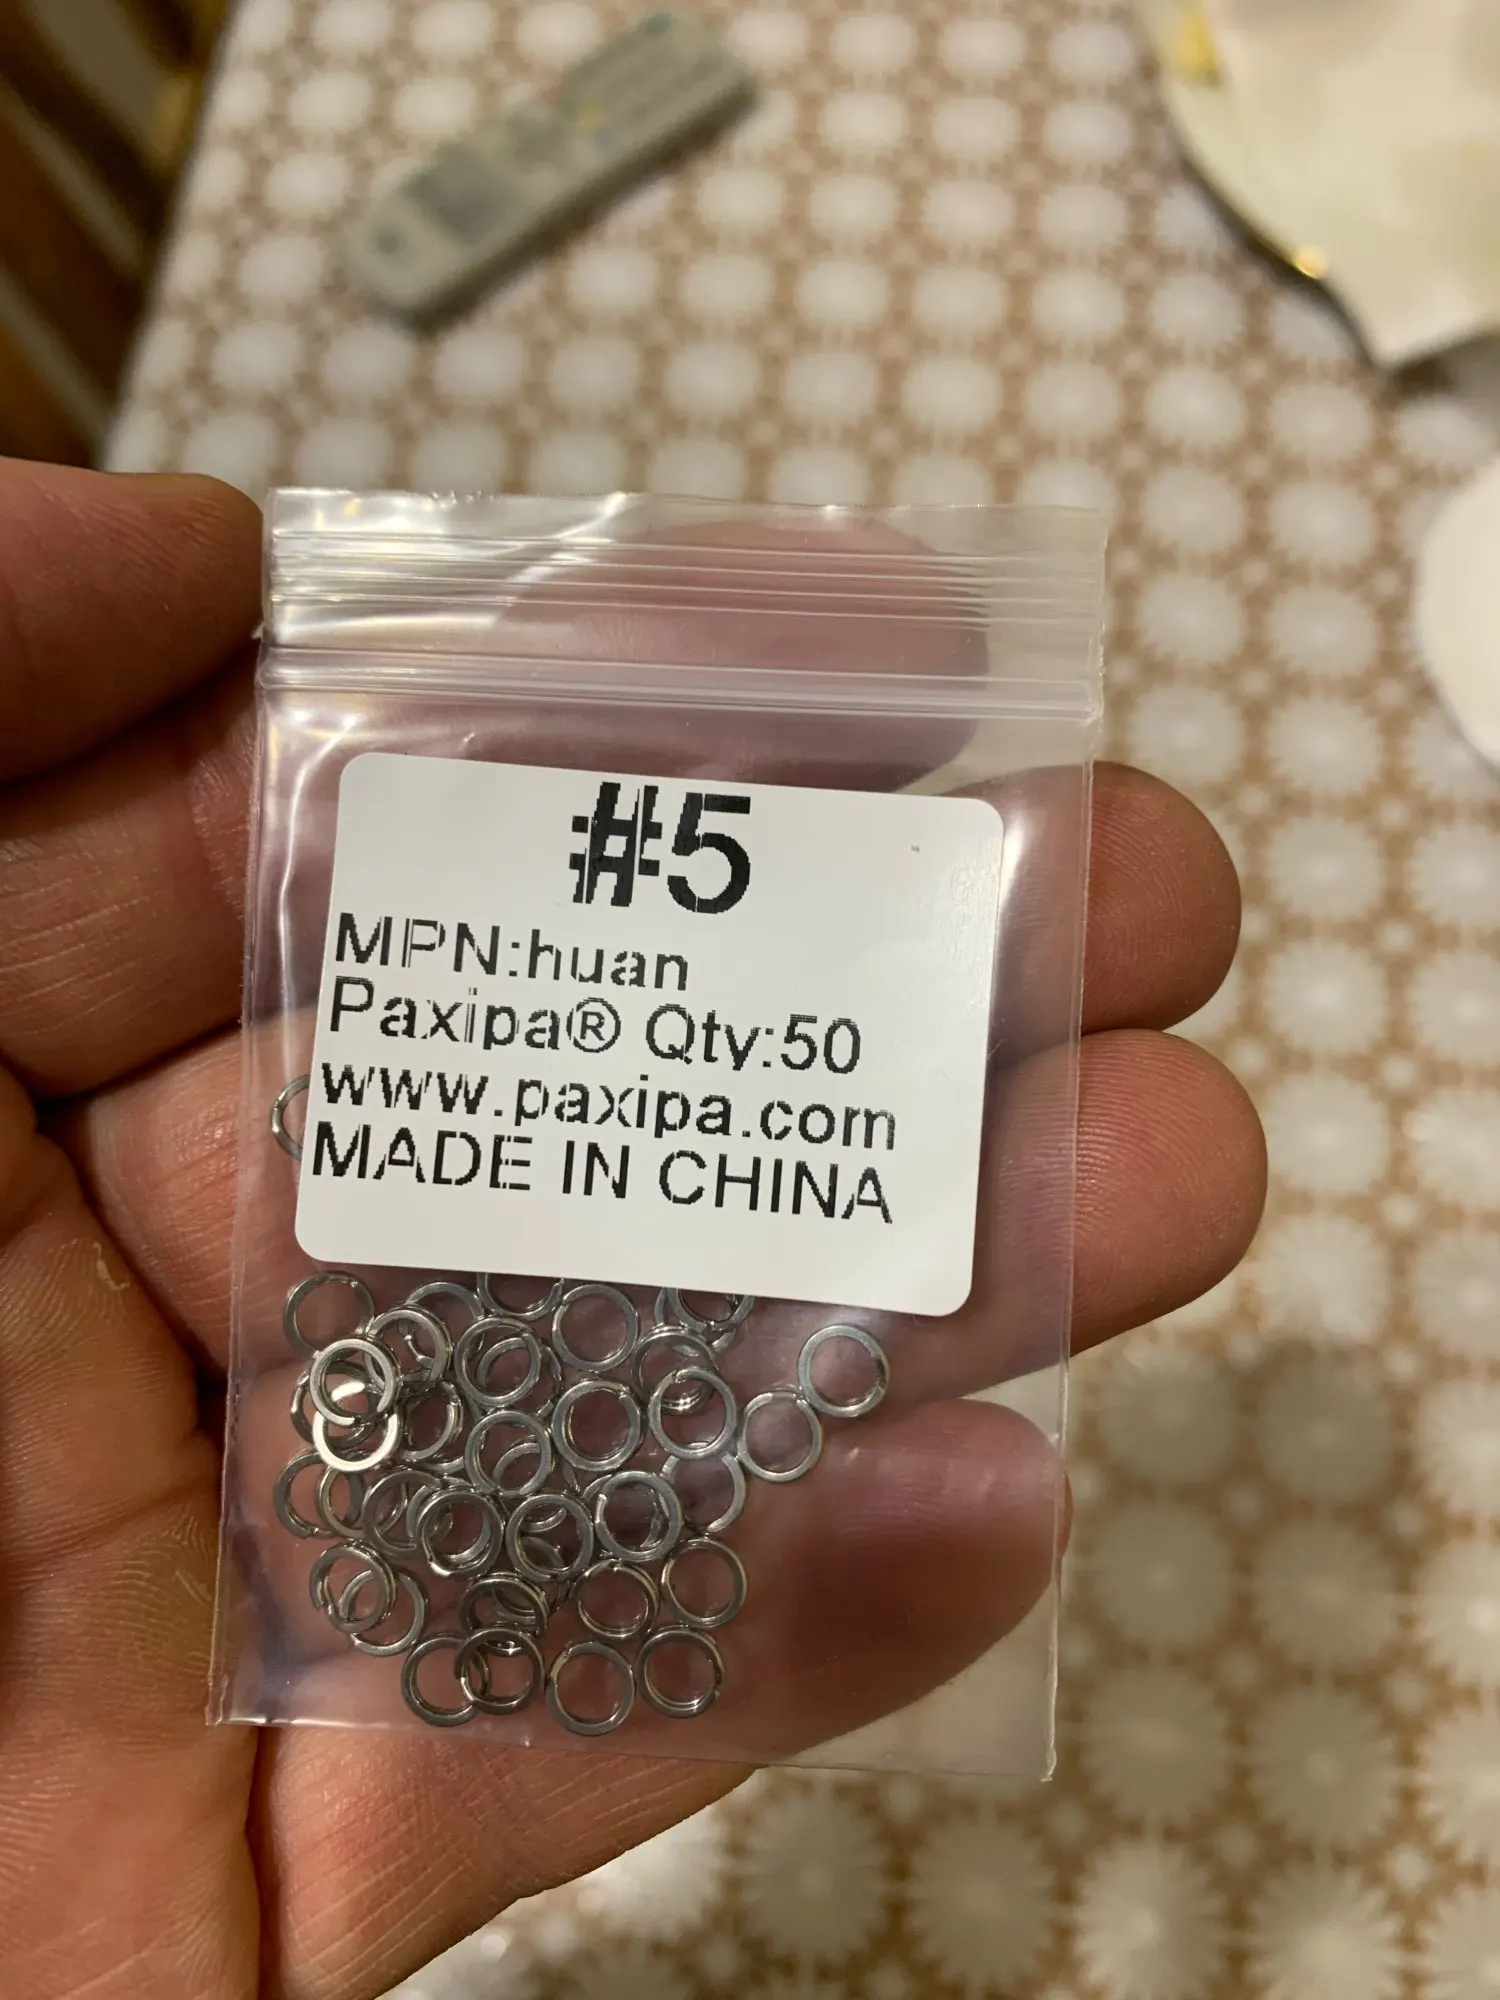 #5
MPN:huan
Paxipa® Qty:50
www.paxipa.com
MADE IN CHINA